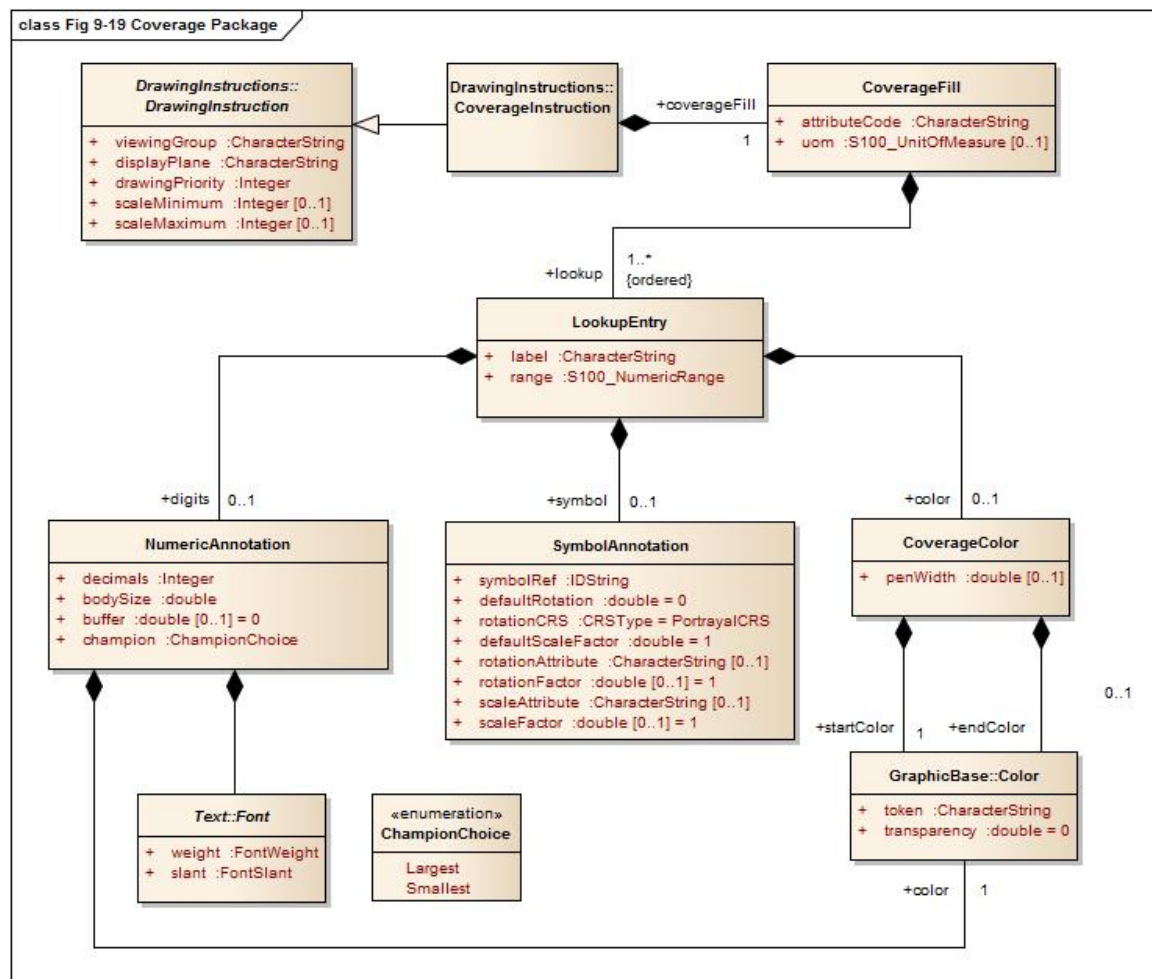 class Fig 9-19 Coverage Package
DrawingInstructions::
DrawingInstruction
+ viewingGroup :CharacterString
+ displayPlane :CharacterString
+ drawingPriority :Integer
+ scaleMinimum :Integer [0..1]
+ scaleMaximum :Integer [0..1]
DrawingInstructions::
CoverageInstruction
+coverageFill
1
CoverageFill
+ attributeCode :CharacterString
+ uom :S100_UnitOfMeasure [0..1]
+lookup
1..*
{ordered}
LookupEntry
+ label :CharacterString
+ range :S100_NumericRange
+digits 0..1
+symbol 0..1
+color 0..1
NumericAnnotation
+ decimals :Integer
+ bodySize :double
+ buffer :double [0..1] = 0
+ champion :ChampionChoice
SymbolAnnotation
+ symbolRef :IDString
+ defaultRotation :double = 0
+ rotationCRS :CRSType = PortrayalCRS
+ defaultScaleFactor :double = 1
+ rotationAttribute :CharacterString [0..1]
+ rotationFactor :double [0..1] = 1
+ scaleAttribute :CharacterString [0..1]
+ scaleFactor :double [0..1] = 1
CoverageColor
+ penWidth :double [0..1]
0..1
+startColor 1 +endColor
Text::Font
+ weight :FontWeight
+ slant :FontSlant
«enumeration»
ChampionChoice
Largest
Smallest
GraphicBase::Color
+ token :CharacterString
+ transparency :double = 0
+color 1